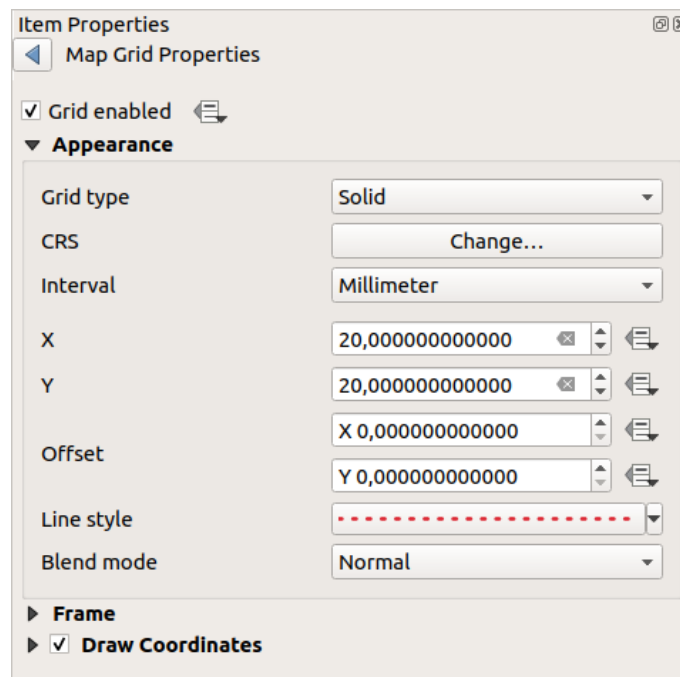 Item Properties
Map Grid Properties
Grid enabled
Appearance
Grid type Solid
CRS Change...
Interval Millimeter
X 20,000000000000
Y 20,000000000000
Offset
X 0,000000000000
Y 0,000000000000
Line style
Blend mode Normal
Frame
Draw Coordinates